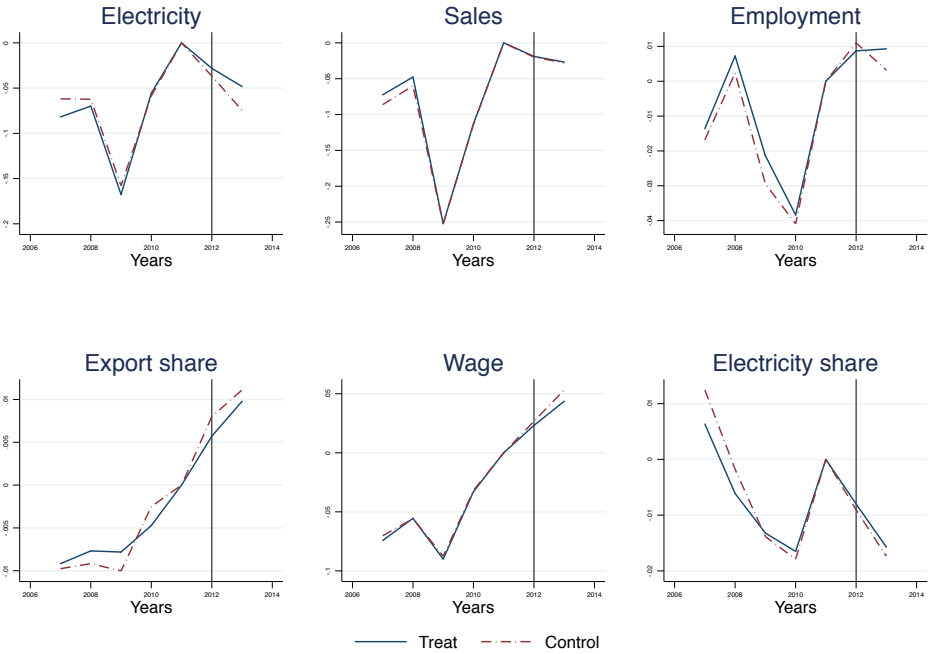 Electricity
Sales
Employment
0
-.05
-.1
-.15
-.2
2006 2008 2010 2012 2014
Years
0
-.05
-.1
-.15
-.2
-.25
2006 2008 2010 2012 2014
Years
.01
0
-.01
-.02
-.03
-.04
2006 2008 2010 2012 2014
Years
Export share
Wage
Electricity share
.01
.005
0
-.005
-.01
2006 2008 2010 2012 2014
Years
.05
0
-.05
-.1
2006 2008 2010 2012 2014
Years
.01
0
-.01
-.02
2006 2008 2010 2012 2014
Years
Treat Control